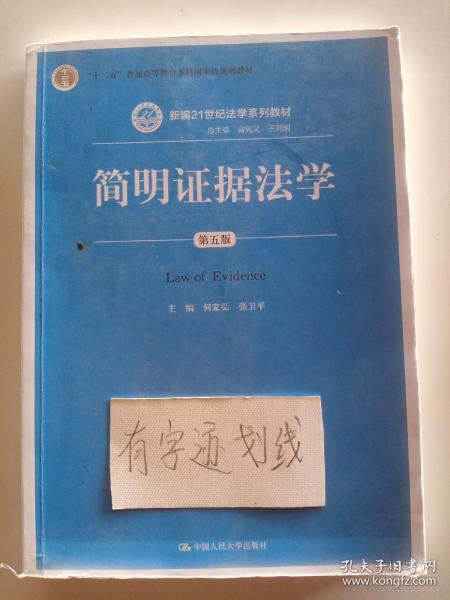 “十二五”普通高等教育本科国家级规划教材
新编21世纪法学系列教材
总主编 曾宪义 王利明
简明证据法学
第五版
Law of Evidence
主 编 何家弘 张卫平
有字迹划线
中国人民大学出版社
孔夫子旧书网
www.kongfz.com